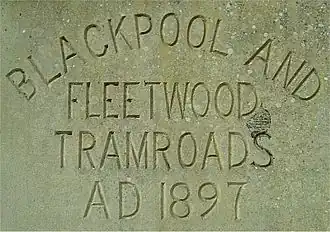 BLACKPOOL AND
FLEETWOOD
TRAMROADS
AD 1897